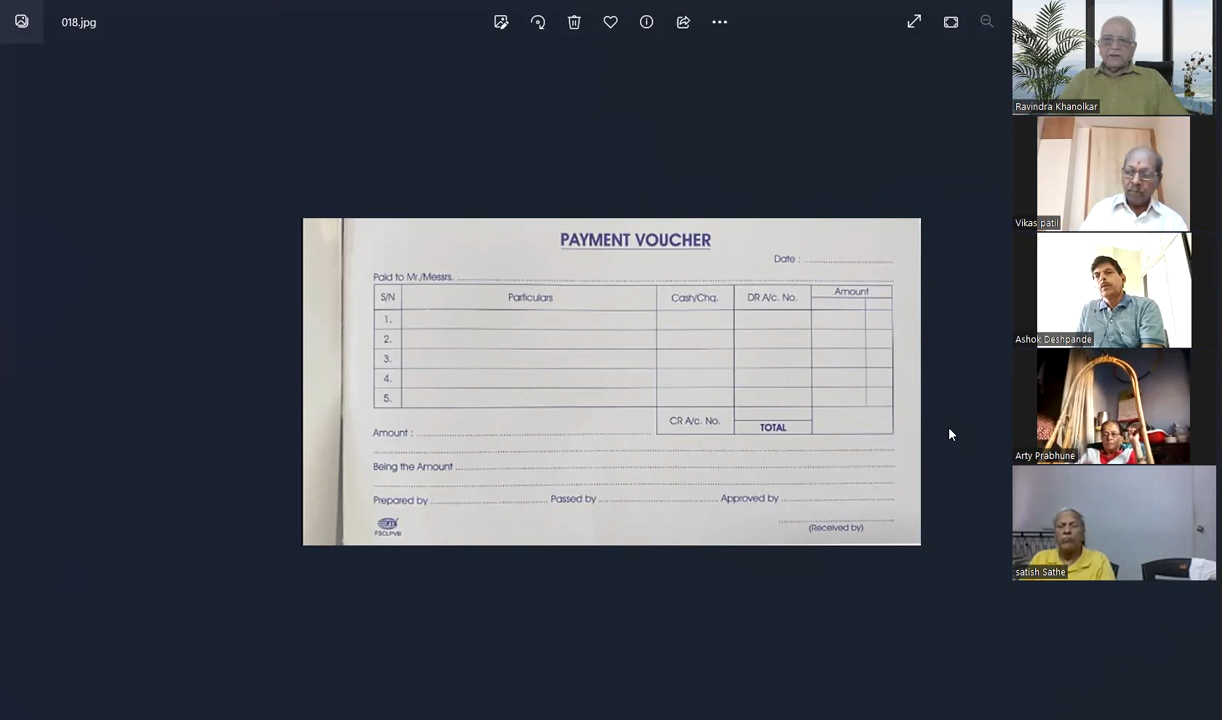 018.jpg
PAYMENT VOUCHER
Date :
Paid to Mr./Messrs.
S/N Particulars Cash/Chq. DR A/c. No. Amount
1.
2.
3.
4.
5.
CR A/c. No. TOTAL
Amount :
Being the Amount
Prepared by Passed by Approved by
(Received by)
Ravindra Khanolkar
Vikas patil
Ashok Deshpande
Arty Prabhune
satish Sathe